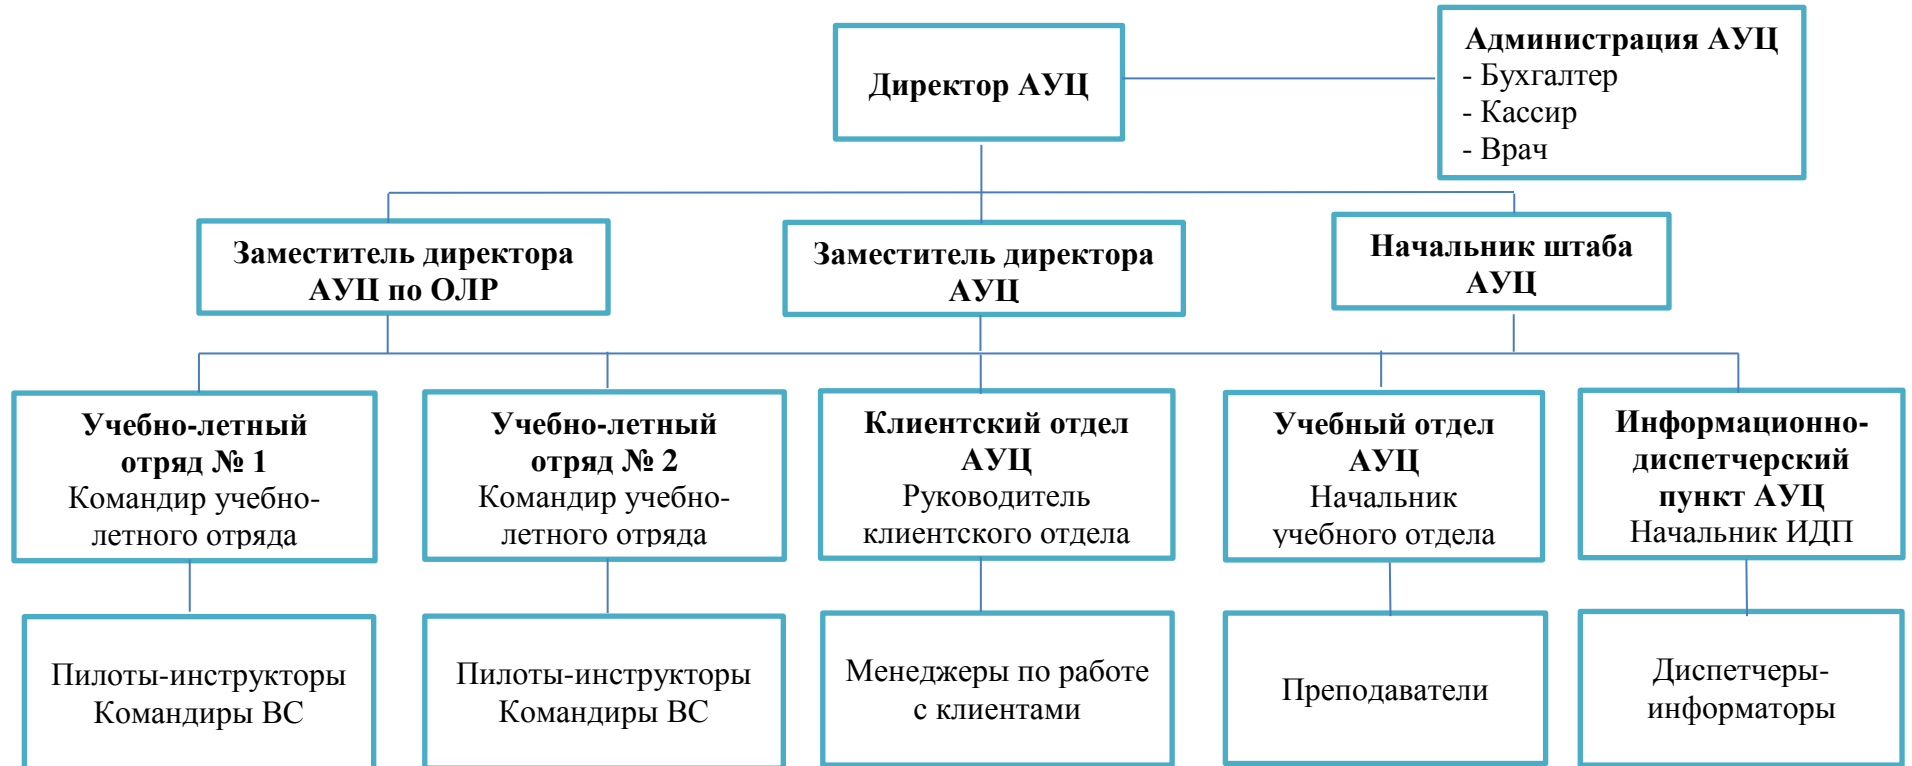 Директор АУЦ
Администрация АУЦ
- Бухгалтер
- Кассир
- Врач
Заместитель директора
АУЦ по ОЛР
Заместитель директора
АУЦ
Начальник штаба
АУЦ
Учебно-летный
отряд № 1
Командир учебно-
летного отряда
Учебно-летный
отряд № 2
Командир учебно-
летного отряда
Клиентский отдел
АУЦ
Руководитель
клиентского отдела
Учебный отдел
АУЦ
Начальник
учебного отдела
Информационно-
диспетчерский
пункт АУЦ
Начальник ИДП
Пилоты-инструкторы
Командиры ВС
Пилоты-инструкторы
Командиры ВС
Менеджеры по работе
с клиентами
Преподаватели
Диспетчеры-
информаторы